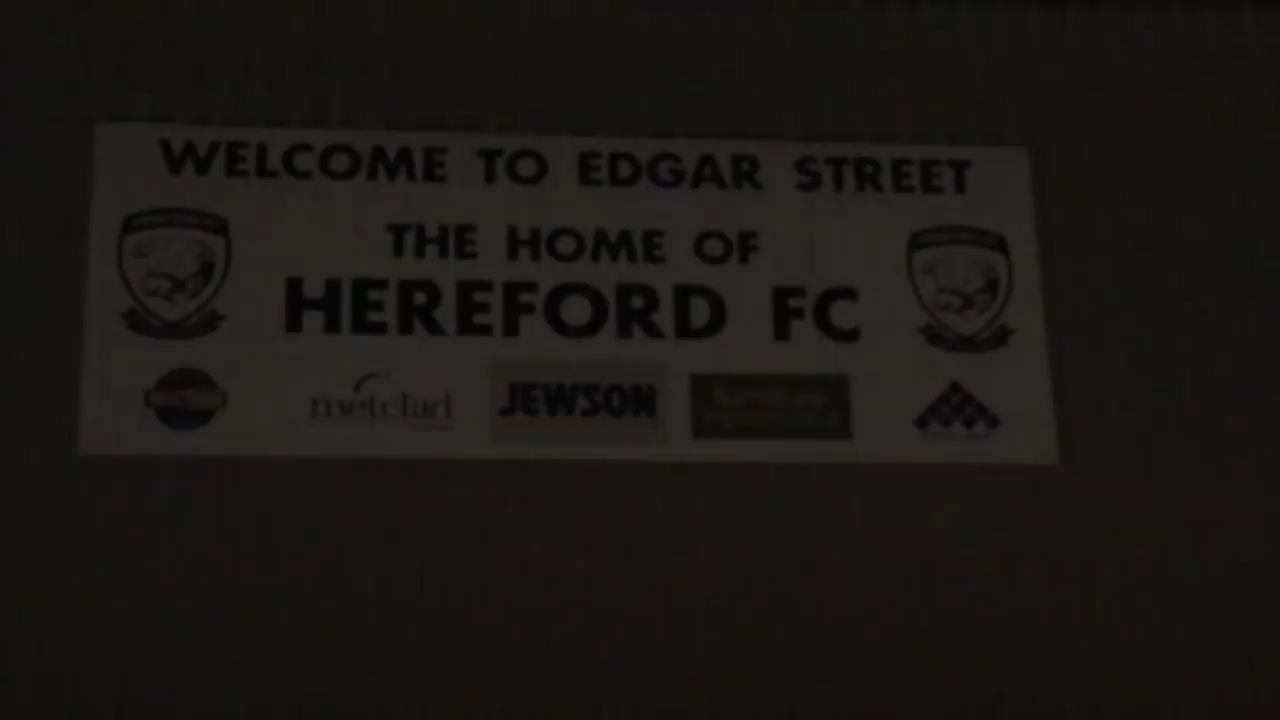 WELCOME TO EDGAR STREET
THE HOME OF
HEREFORD FC
metclad
JEWSON